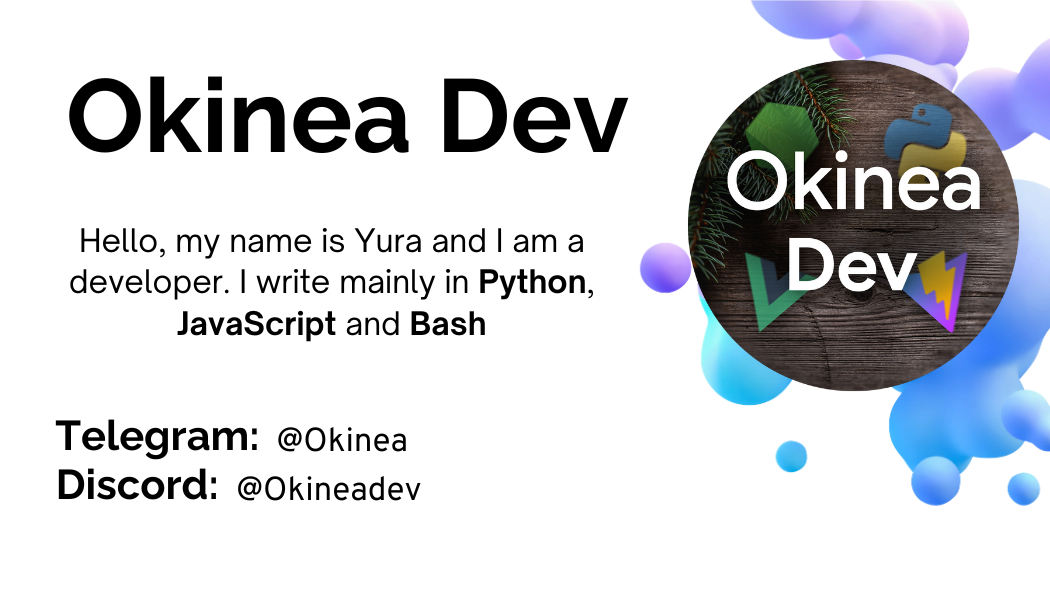 Okinea Dev
Hello, my name is Yura and I am a
developer. I write mainly in Python,
JavaScript and Bash
Telegram: @Okinea
Discord: @Okineadev
Okinea
Dev